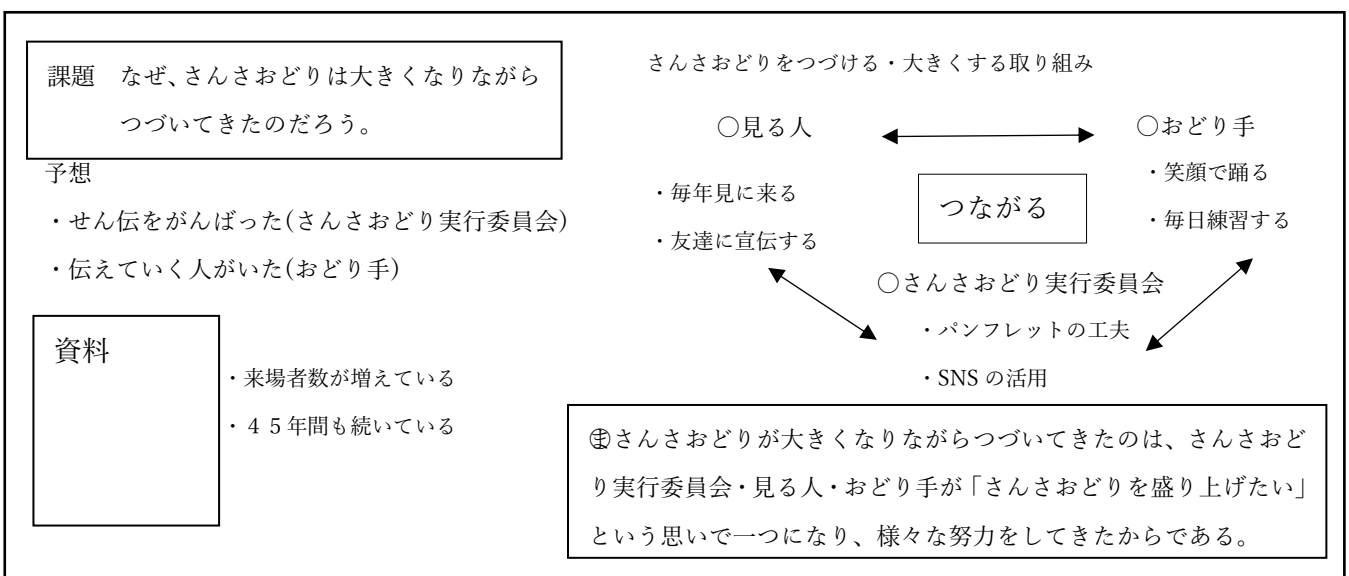 課題　なぜ、さんさおどりは大きくなりながら
つづいてきたのだろう。
予想
・せん伝をがんばった(さんさおどり実行委員会)
・伝えていく人がいた(おどり手)
資料
・来場者数が増えている
・４５年間も続いている
さんさおどりをつづける・大きくする取り組み
〇見る人
・毎年見に来る
・友達に宣伝する
つながる
〇おどり手
・笑顔で踊る
・毎日練習する
〇さんさおどり実行委員会
・パンフレットの工夫
・SNS の活用
㋮さんさおどりが大きくなりながらつづいてきたのは、さんさおど
り実行委員会・見る人・おどり手が「さんさおどりを盛り上げたい」
という思いで一つになり、様々な努力をしてきたからである。